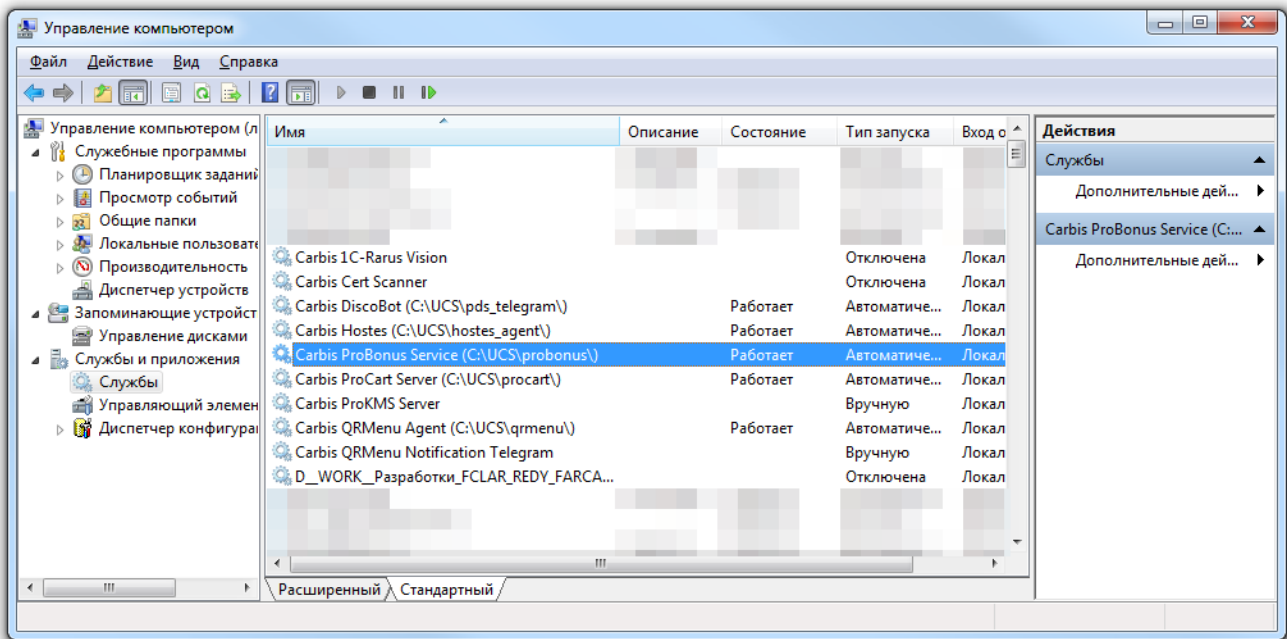 Управление компьютером
Файл Действие Вид Справка
Управление компьютером (л
Служебные программы
Планировщик заданий
Просмотр событий
Общие папки
Локальные пользовате
Производительность
Диспетчер устройств
Запоминающие устройст
Управление дисками
Службы и приложения
Службы
Управляющий элемен
Диспетчер конфигура
Имя Описание Состояние Тип запуска Вход о
Carbis 1C-Rarus Vision Отключена Локал
Carbis Cert Scanner Отключена Локал
Carbis DiscoBot (C:\UCS\pds_telegram\) Работает Автоматиче... Локал
Carbis Hostes (C:\UCS\hostes_agent\) Работает Автоматиче... Локал
Carbis ProBonus Service (C:\UCS\probonus\) Работает Автоматиче... Локал
Carbis ProCart Server (C:\UCS\procart\) Работает Автоматиче... Локал
Carbis ProKMS Server Вручную Локал
Carbis QRMenu Agent (C:\UCS\qrmenu\) Работает Автоматиче... Локал
Carbis QRMenu Notification Telegram Вручную Локал
D__WORK__Разработки_FCLAR_REDY_FARCA... Отключена Локал
Расширенный Стандартный
Действия
Службы
Дополнительные дей...
Carbis ProBonus Service (C:...
Дополнительные дей...